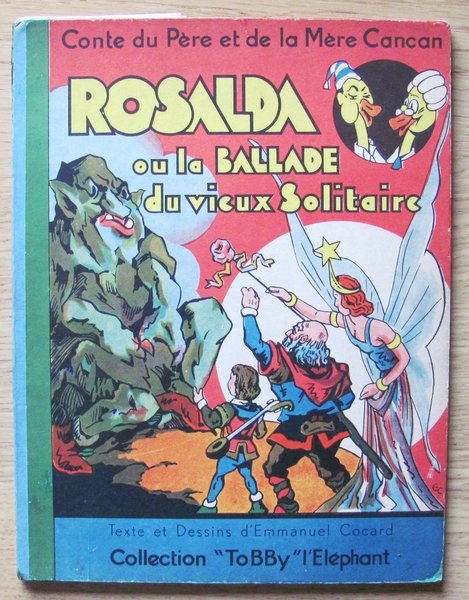 Conte du Père et de la Mère Cancan
ROSALDA
ou la BALLADE
du vieux Solitaire
EC
Texte et Dessins d'Emmanuel Cocard
Collection "ToBBy" l'Eléphant